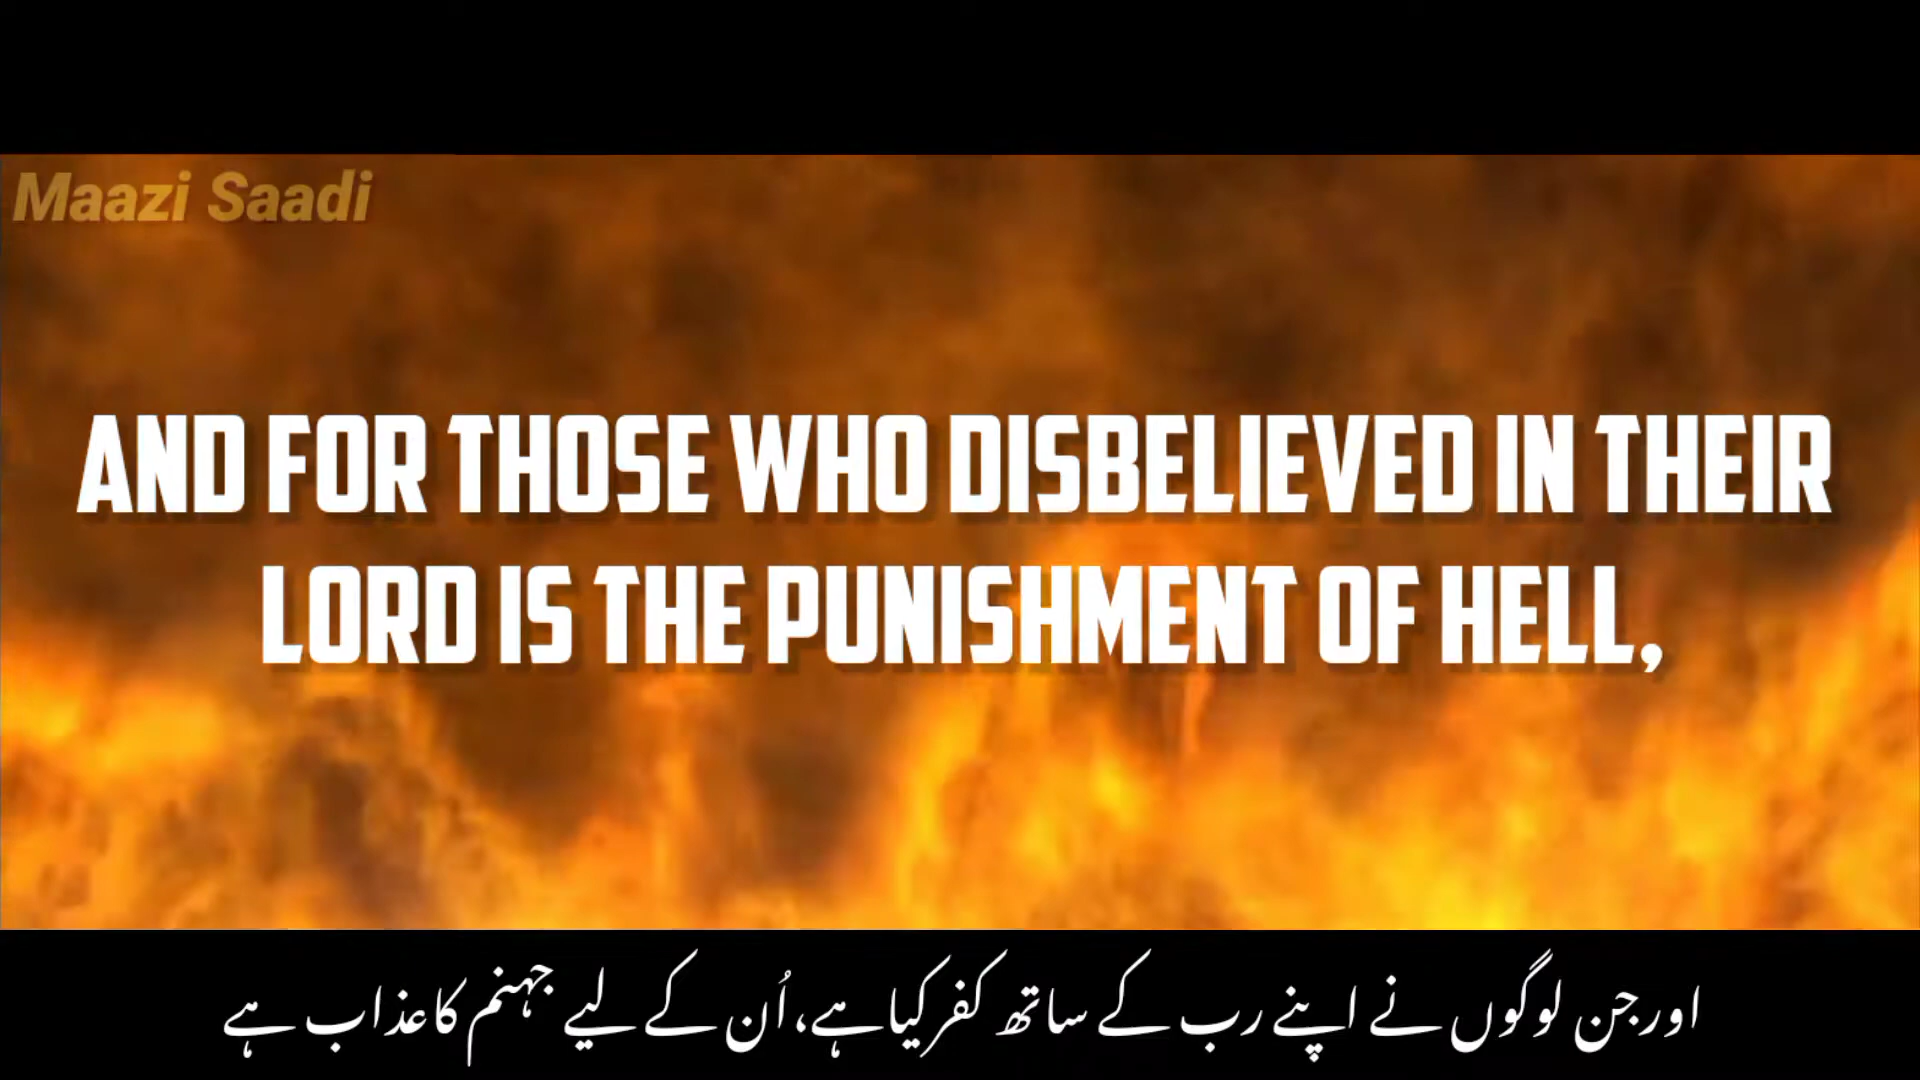 Maazi Saadi
AND FOR THOSE WHO DISBELIEVED IN THEIR
LORD IS THE PUNISHMENT OF HELL,
اور جن لوگوں نے اپنے رب کے ساتھ کفر کیا ہے، اُن کے لیے جہنم کا عذاب ہے